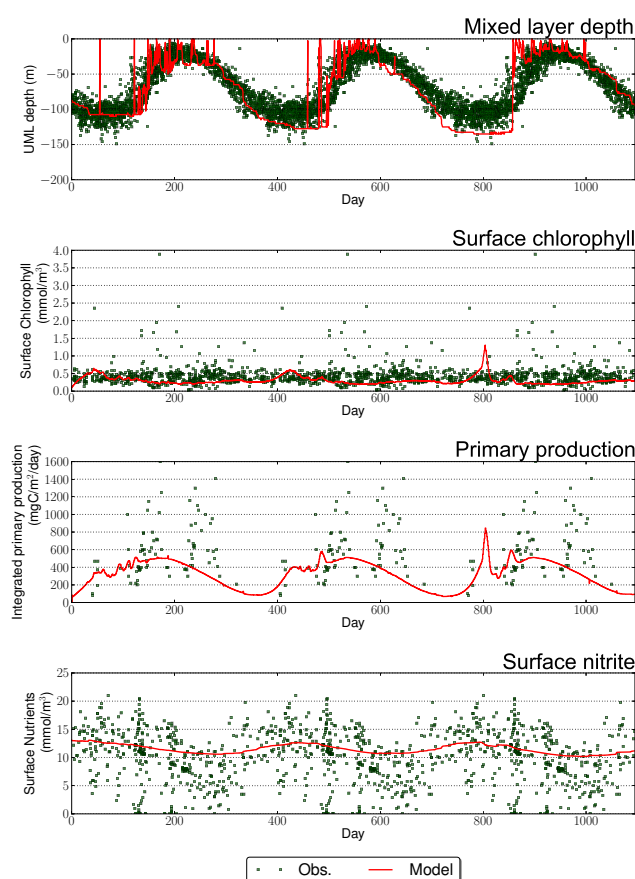 Mixed layer depth
0
−50
−100
−150
−200
UML depth (m)
0 200 400 600 800 1000
Day
Surface chlorophyll
4.0
3.5
3.0
2.5
2.0
1.5
1.0
0.5
0.0
Surface Chlorophyll
(mmol/m³)
0 200 400 600 800 1000
Day
Primary production
1600
1400
1200
1000
800
600
400
200
0
Integrated primary production
(mgC/m²/day)
0 200 400 600 800 1000
Day
Surface nitrite
25
20
15
10
5
0
Surface Nutrients
(mmol/m³)
0 200 400 600 800 1000
Day
Obs. Model